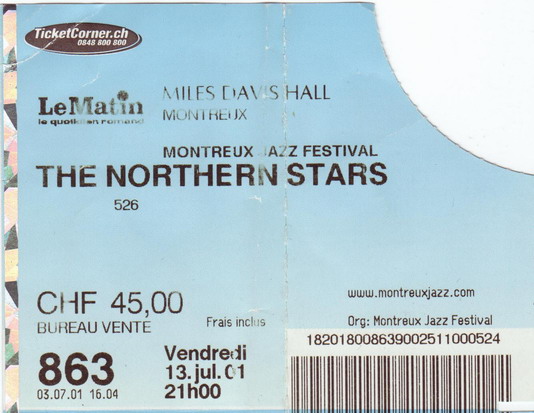 TicketCorner.ch
0848 800 800
Le Matin
le quotidien romand
MILES DAVIS HALL
MONTREUX
MONTREUX JAZZ FESTIVAL
THE NORTHERN STARS
526
CHF 45,00
BUREAU VENTE
Frais inclus
www.montreuxjazz.com
Org: Montreux Jazz Festival
182018008639002511000524
863
03.07.01 16.04
Vendredi
13.jul.01
21h00